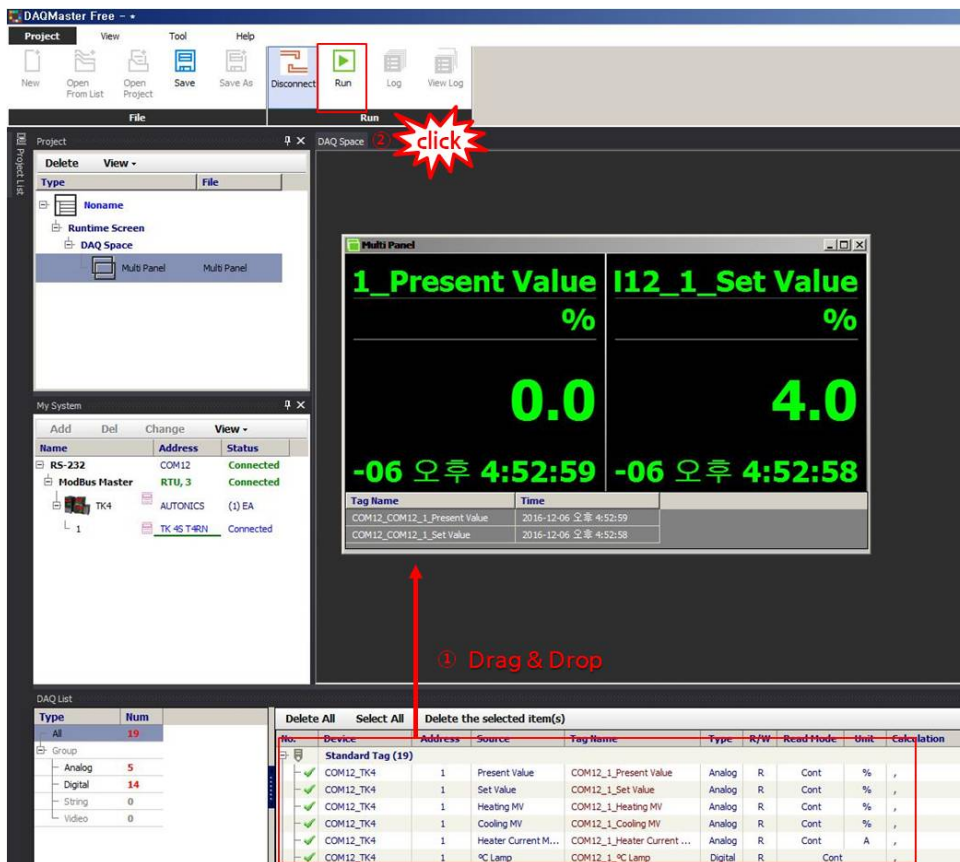 DAQMaster Free - *
Project View Tool Help
New Open From List Open Project Save Save As Disconnect Run Log View Log
File Run
Project List
Project
DAQ Space ② click
Delete View
Type File
Noname
Runtime Screen
DAQ Space
Multi Panel Multi Panel
Multi Panel
1_Present Value I12_1_Set Value
% %
0.0 4.0
-06 오후 4:52:59 -06 오후 4:52:58
Tag Name Time
COM12_COM12_1_Present Value 2016-12-06 오후 4:52:59
COM12_COM12_1_Set Value 2016-12-06 오후 4:52:58
My System
Add Del Change View
Name Address Status
RS-232 COM12 Connected
ModBus Master RTU, 3 Connected
TK4 AUTONICS (1) EA
1 TK 4S T4RN Connected
① Drag & Drop
DAQ List
Type Num
All 19
Group
Analog 5
Digital 14
String 0
Video 0
Delete All Select All Delete the selected item(s)
No. Device Address Source Tag Name Type R/W Read Mode Unit Calculation
Standard Tag (19)
COM12_TK4 1 Present Value COM12_1_Present Value Analog R Cont % ,
COM12_TK4 1 Set Value COM12_1_Set Value Analog R Cont % ,
COM12_TK4 1 Heating MV COM12_1_Heating MV Analog R Cont % ,
COM12_TK4 1 Cooling MV COM12_1_Cooling MV Analog R Cont % ,
COM12_TK4 1 Heater Current M... COM12_1_Heater Current ... Analog R Cont A ,
COM12_TK4 1 ºC Lamp COM12_1_ºC Lamp Digital R Cont ,